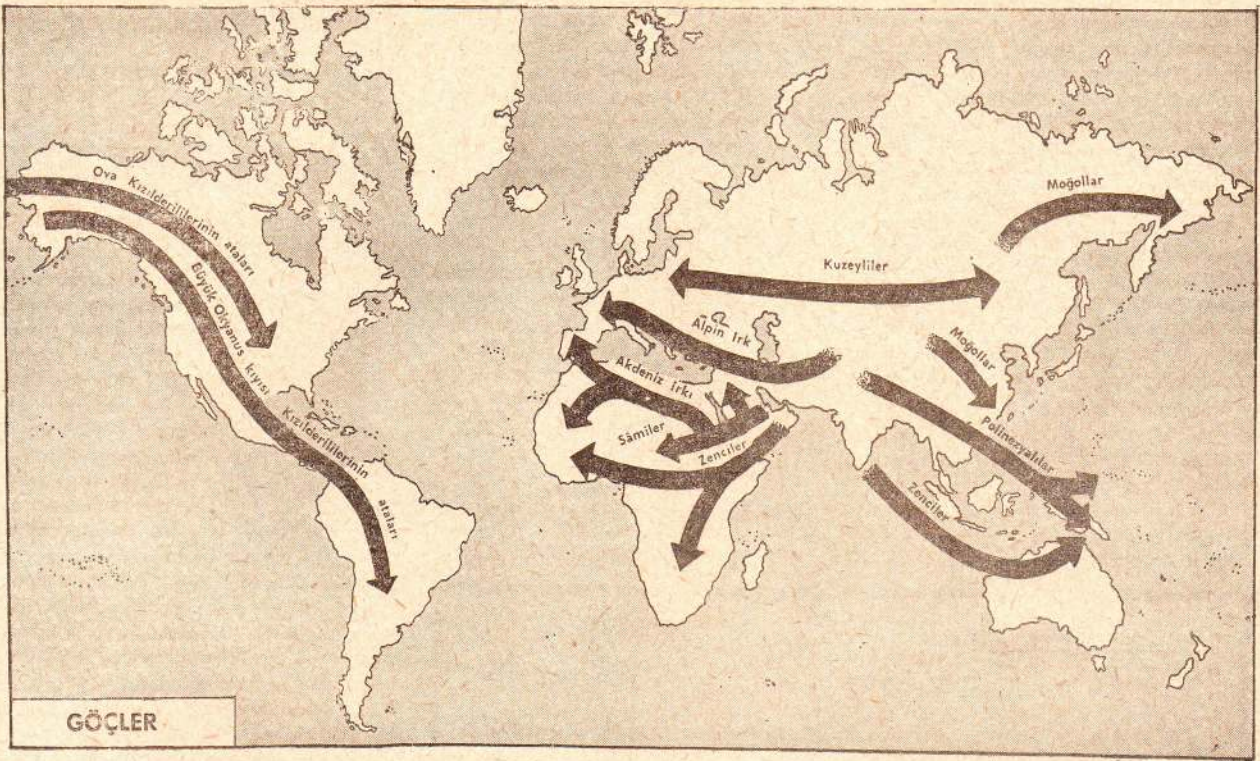 Ova Kızılderililerinin ataları
Büyük Okyanus kıyısı Kızılderililerinin ataları
Moğollar
Kuzeyliler
Alpin Irk
Moğollar
Akdeniz Irkı
Sâmiler
Zenciler
Polinezyalılar
Zenciler
GÖÇLER